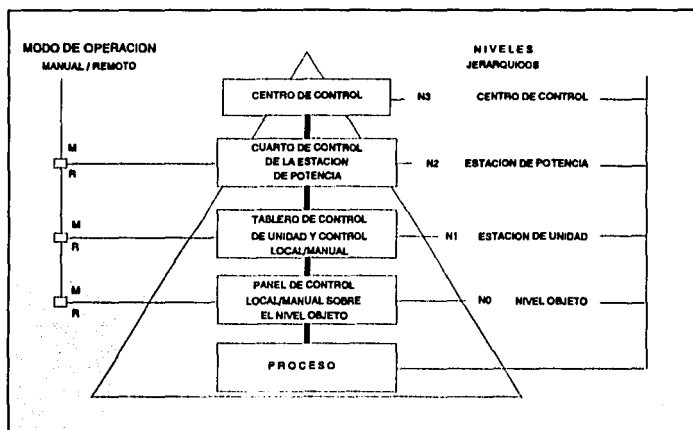 MODO DE OPERACION
MANUAL / REMOTO
NIVELES
JERARQUICOS
CENTRO DE CONTROL
N3
CENTRO DE CONTROL
M
R
CUARTO DE CONTROL
DE LA ESTACION
DE POTENCIA
N2
ESTACION DE POTENCIA
M
R
TABLERO DE CONTROL
DE UNIDAD Y CONTROL
LOCAL/MANUAL
N1
ESTACION DE UNIDAD
M
R
PANEL DE CONTROL
LOCAL/MANUAL SOBRE
EL NIVEL OBJETO
N0
NIVEL OBJETO
PROCESO